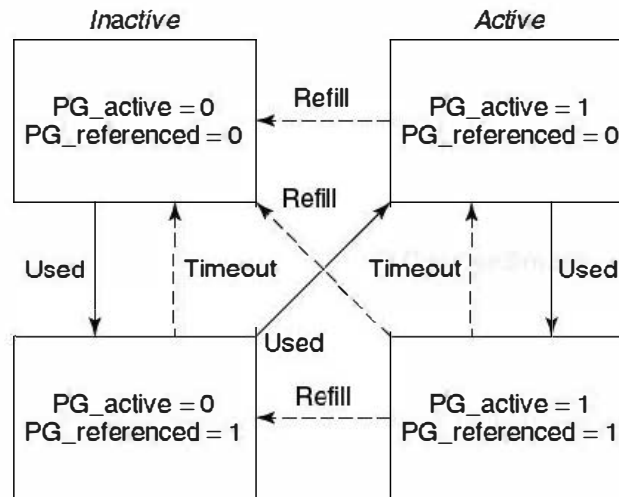 Inactive
Active
PG_active = 0
PG_referenced = 0
Refill
PG_active = 1
PG_referenced = 0
Refill
Used
Timeout
Timeout
Used
Used
PG_active = 0
PG_referenced = 1
Refill
PG_active = 1
PG_referenced = 1